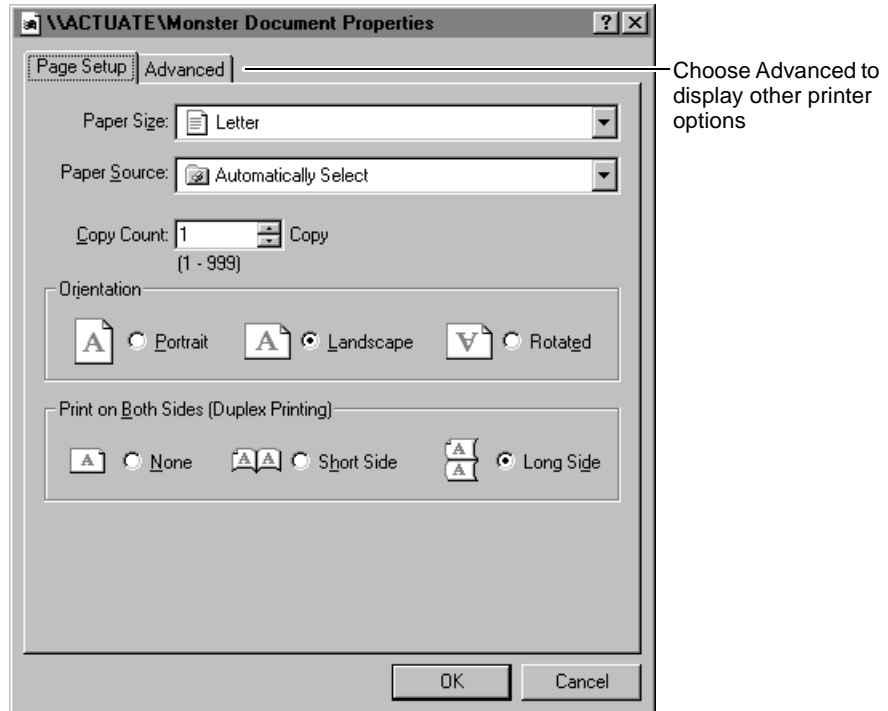 \\ACTUATE\Monster Document Properties
Page Setup
Advanced
Choose Advanced to
display other printer
options
Paper Size: Letter
Paper Source: Automatically Select
Copy Count: 1 Copy
(1 - 999)
Orientation
A Portrait A Landscape A Rotated
Print on Both Sides (Duplex Printing)
A None A A Short Side A A Long Side
OK Cancel